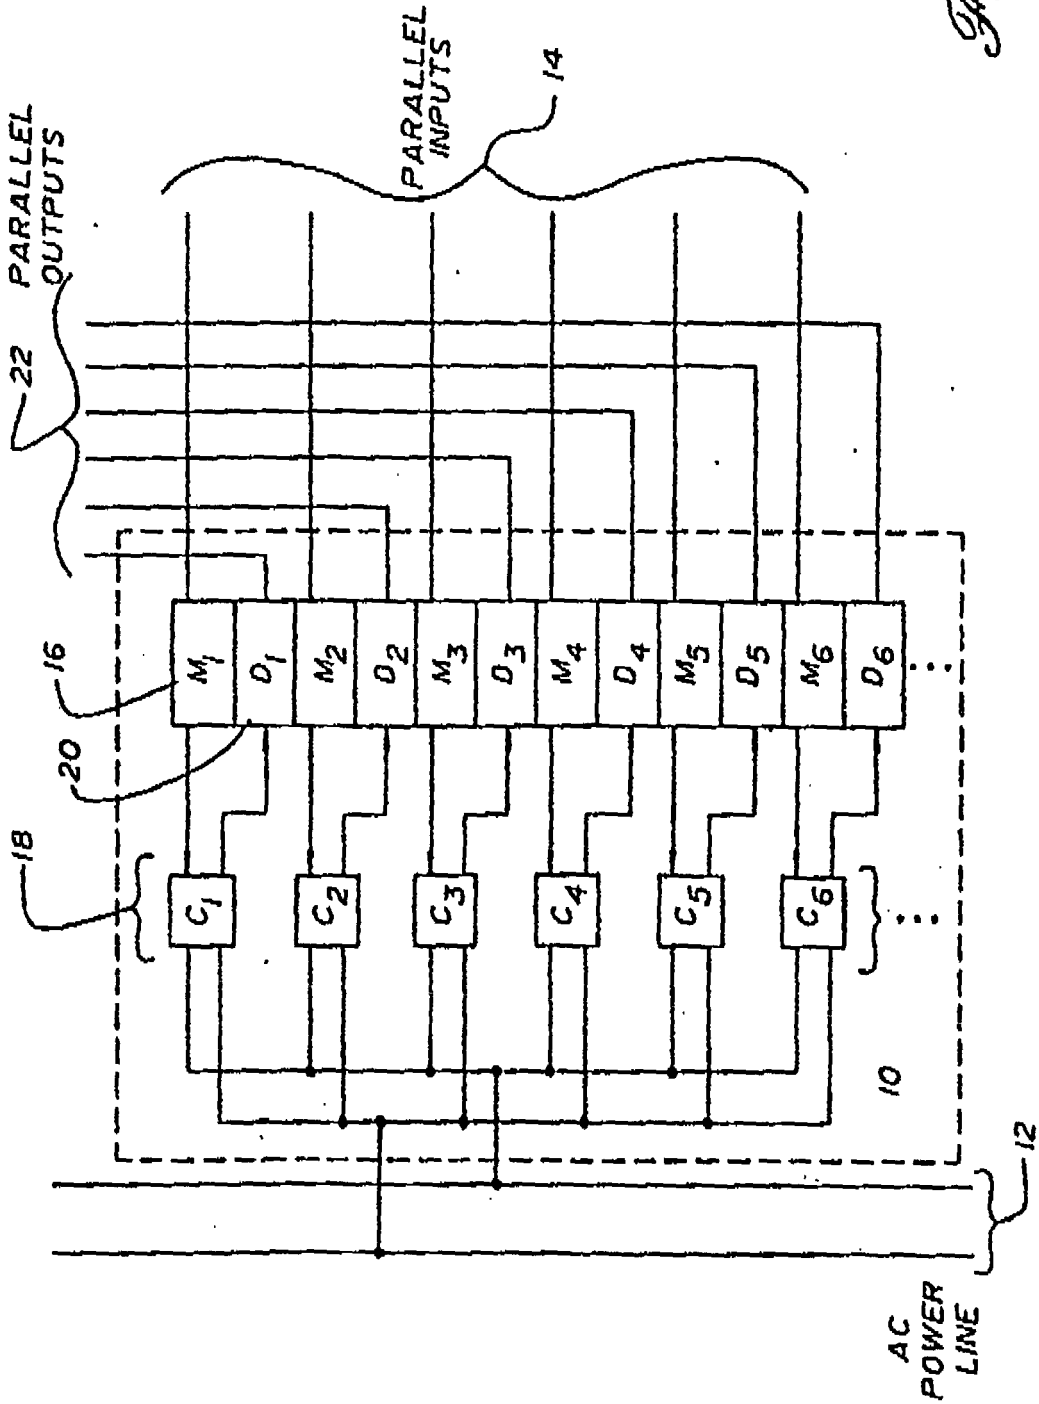 PARALLEL
OUTPUTS
22
PARALLEL
INPUTS
14
16
20
18
M1
D1
M2
D2
M3
D3
M4
D4
M5
D5
M6
D6
C1
C2
C3
C4
C5
C6
10
12
AC
POWER
LINE